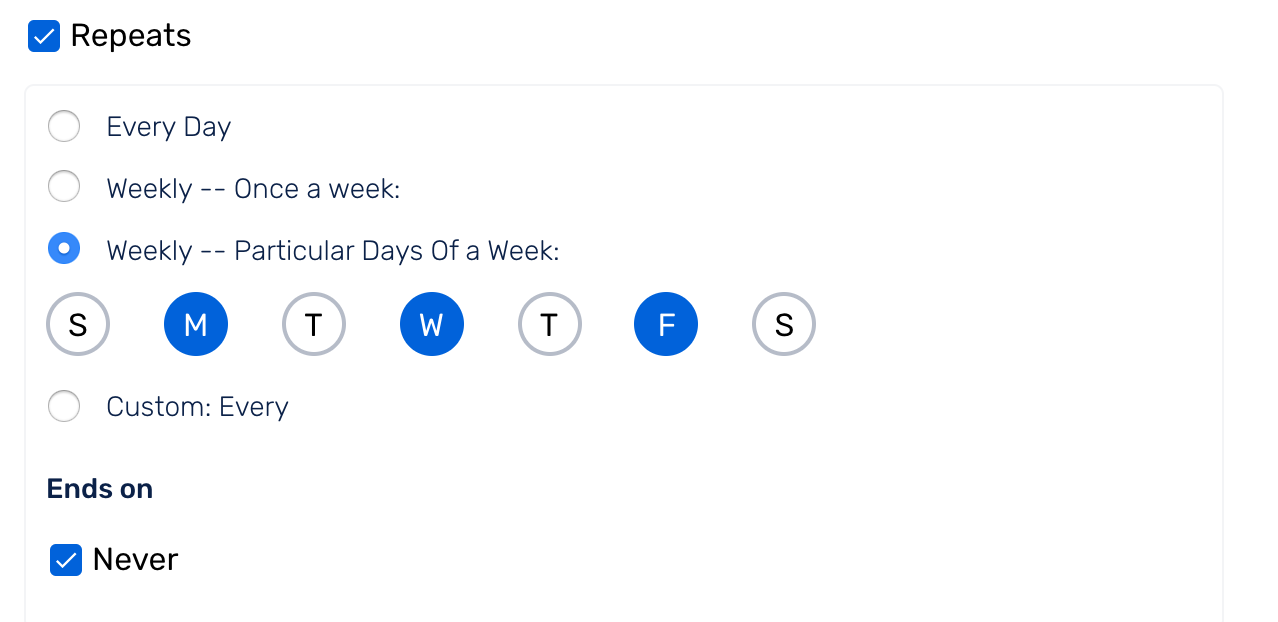 Repeats
Every Day
Weekly -- Once a week:
Weekly -- Particular Days Of a Week:
S M T W T F S
Custom: Every
Ends on
Never